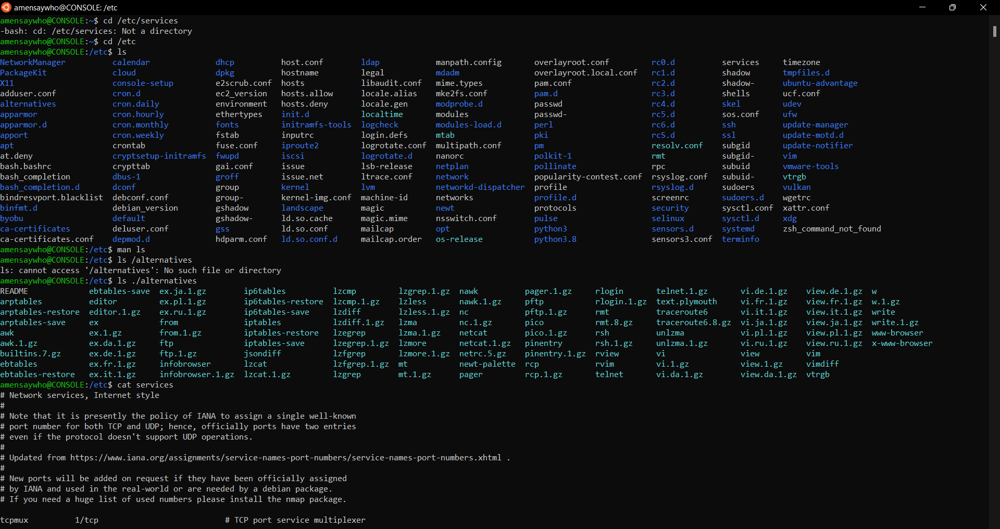 amensaywho@CONSOLE: /etc
amensaywho@CONSOLE:~$ cd /etc/services
-bash: cd: /etc/services: Not a directory
amensaywho@CONSOLE:~$ cd /etc
amensaywho@CONSOLE:/etc$ ls
NetworkManager calendar dhcp host.conf ldap manpath.config overlayroot.conf rc0.d services timezone
PackageKit cloud dpkg hostname legal mdadm overlayroot.local.conf rc1.d shadow tmpfiles.d
X11 console-setup e2scrub.conf hosts libaudit.conf mime.types pam.conf rc2.d shadow- ubuntu-advantage
adduser.conf cron.d ec2_version hosts.allow locale.alias mke2fs.conf pam.d rc3.d shells ucf.conf
alternatives cron.daily environment hosts.deny locale.gen modprobe.d passwd rc4.d skel udev
apparmor cron.hourly ethertypes init.d localtime modules passwd- rc5.d sos.conf ufw
apparmor.d cron.monthly fonts initramfs-tools logcheck modules-load.d perl rc6.d ssh update-manager
apport cron.weekly fstab inputrc login.defs mtab pki rcS.d ssl update-motd.d
apt crontab fuse.conf iproute2 logrotate.conf multipath.conf pm resolv.conf subgid update-notifier
at.deny cryptsetup-initramfs fwupd iscsi logrotate.d nanorc polkit-1 rmt subgid- vim
bash.bashrc crypttab gai.conf issue lsb-release netplan pollinate rpc subuid vmware-tools
bash_completion dbus-1 groff issue.net ltrace.conf network popularity-contest.conf rsyslog.conf subuid- vtrgb
bash_completion.d dconf group kernel lvm networkd-dispatcher profile rsyslog.d sudoers vulkan
bindresvport.blacklist debconf.conf group- kernel-img.conf machine-id networks profile.d screenrc sudoers.d wgetrc
binfmt.d debian_version gshadow landscape magic newt protocols security sysctl.conf xattr.conf
byobu default gshadow- ld.so.cache magic.mime nsswitch.conf pulse selinux sysctl.d xdg
ca-certificates deluser.conf gss ld.so.conf mailcap opt python3 sensors.d systemd zsh_command_not_found
ca-certificates.conf depmod.d hdparm.conf ld.so.conf.d mailcap.order os-release python3.8 sensors3.conf terminfo
amensaywho@CONSOLE:/etc$ man ls
amensaywho@CONSOLE:/etc$ ls /alternatives
ls: cannot access '/alternatives': No such file or directory
amensaywho@CONSOLE:/etc$ ls ./alternatives
README ebtables-save ex.ja.1.gz ip6tables lzcmp lzgrep.1.gz nawk pager.1.gz rlogin telnet.1.gz vi.de.1.gz view.de.1.gz w
arptables editor ex.pl.1.gz ip6tables-restore lzcmp.1.gz lzless nawk.1.gz pftp rlogin.1.gz text.plymouth vi.fr.1.gz view.fr.1.gz w.1.gz
arptables-restore editor.1.gz ex.ru.1.gz ip6tables-save lzdiff lzless.1.gz nc pftp.1.gz rmt traceroute6 vi.it.1.gz view.it.1.gz write
arptables-save ex from iptables lzdiff.1.gz lzma nc.1.gz pico rmt.8.gz traceroute6.8.gz vi.ja.1.gz view.ja.1.gz write.1.gz
awk ex.1.gz from.1.gz iptables-restore lzegrep lzma.1.gz netcat pico.1.gz rsh unlzma vi.pl.1.gz view.pl.1.gz www-browser
awk.1.gz ex.da.1.gz ftp iptables-save lzegrep.1.gz lzmore netcat.1.gz pinentry rsh.1.gz unlzma.1.gz vi.ru.1.gz view.ru.1.gz x-www-browser
builtins.7.gz ex.de.1.gz ftp.1.gz jsondiff lzfgrep lzmore.1.gz netrc.5.gz pinentry.1.gz rview vi view vim
ebtables ex.fr.1.gz infobrowser lzcat lzfgrep.1.gz mt newt-palette rcp rvim vi.1.gz view.1.gz vimdiff
ebtables-restore ex.it.1.gz infobrowser.1.gz lzcat.1.gz lzgrep mt.1.gz pager rcp.1.gz telnet vi.da.1.gz view.da.1.gz vtrgb
amensaywho@CONSOLE:/etc$ cat services
# Network services, Internet style
#
# Note that it is presently the policy of IANA to assign a single well-known
# port number for both TCP and UDP; hence, officially ports have two entries
# even if the protocol doesn't support UDP operations.
#
# Updated from https://www.iana.org/assignments/service-names-port-numbers/service-names-port-numbers.xhtml .
#
# New ports will be added on request if they have been officially assigned
# by IANA and used in the real-world or are needed by a debian package.
# If you need a huge list of used numbers please install the nmap package.
tcpmux 1/tcp # TCP port service multiplexer